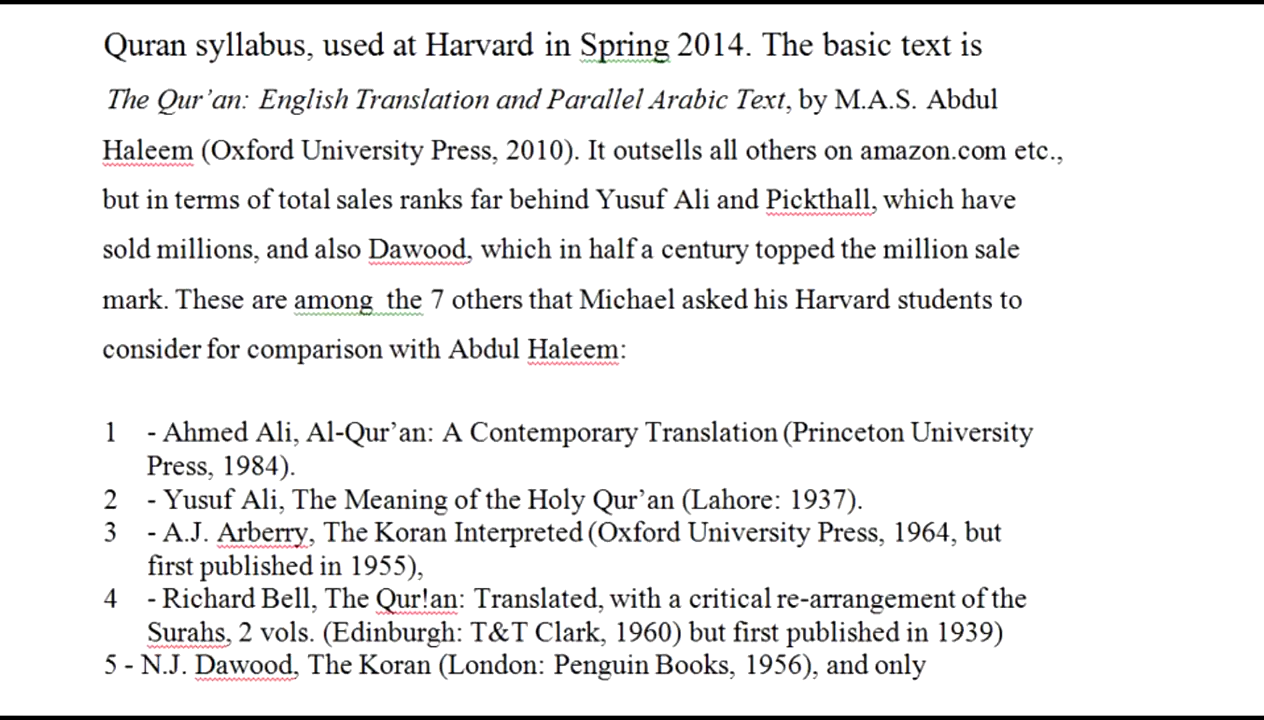 Quran syllabus, used at Harvard in Spring 2014. The basic text is
The Qur’an: English Translation and Parallel Arabic Text, by M.A.S. Abdul
Haleem (Oxford University Press, 2010). It outsells all others on amazon.com etc.,
but in terms of total sales ranks far behind Yusuf Ali and Pickthall, which have
sold millions, and also Dawood, which in half a century topped the million sale
mark. These are among the 7 others that Michael asked his Harvard students to
consider for comparison with Abdul Haleem:
1 - Ahmed Ali, Al-Qur’an: A Contemporary Translation (Princeton University
Press, 1984).
2 - Yusuf Ali, The Meaning of the Holy Qur’an (Lahore: 1937).
3 - A.J. Arberry, The Koran Interpreted (Oxford University Press, 1964, but
first published in 1955),
4 - Richard Bell, The Qur!an: Translated, with a critical re-arrangement of the
Surahs, 2 vols. (Edinburgh: T&T Clark, 1960) but first published in 1939)
5 - N.J. Dawood, The Koran (London: Penguin Books, 1956), and only